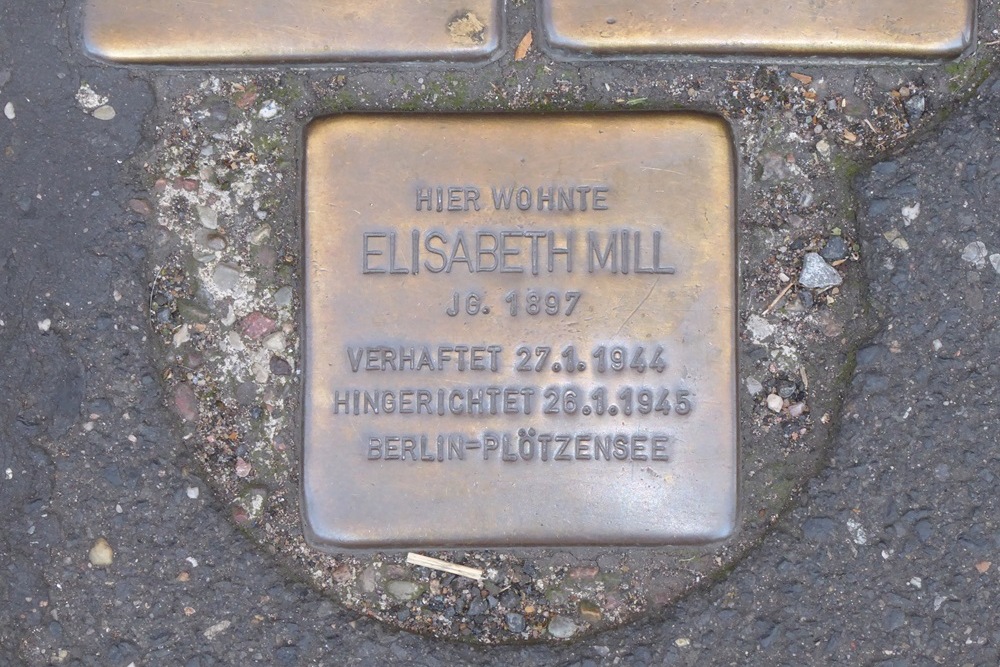 HIER WOHNTE
ELISABETH MILL
JG. 1897
VERHAFTET 27.1.1944
HINGERICHTET 26.1.1945
BERLIN-PLÖTZENSEE